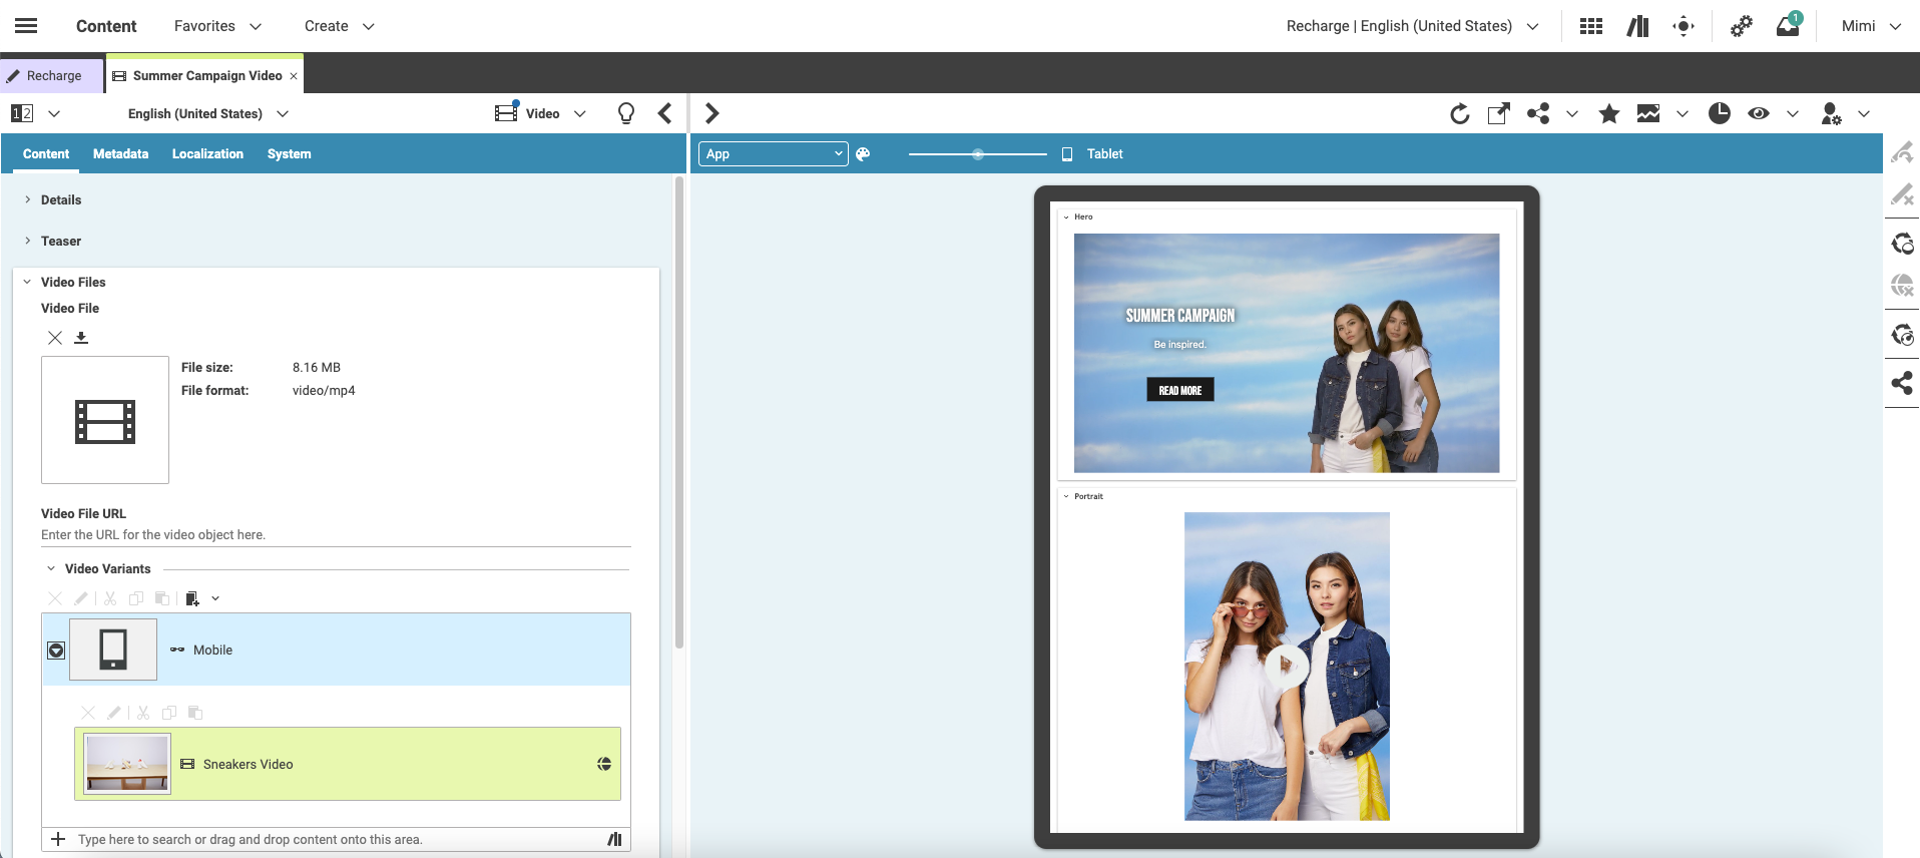 Content
Favorites
Create
Recharge | English (United States)
1
Mimi
Recharge
Summer Campaign Video
12
English (United States)
Video
Content
Metadata
Localization
System
App
Tablet
Details
Teaser
Video Files
Video File
File size:
8.16 MB
File format:
video/mp4
Video File URL
Enter the URL for the video object here.
Video Variants
Mobile
Sneakers Video
Type here to search or drag and drop content onto this area.
Hero
SUMMER CAMPAIGN
Be inspired.
READ MORE
Portrait